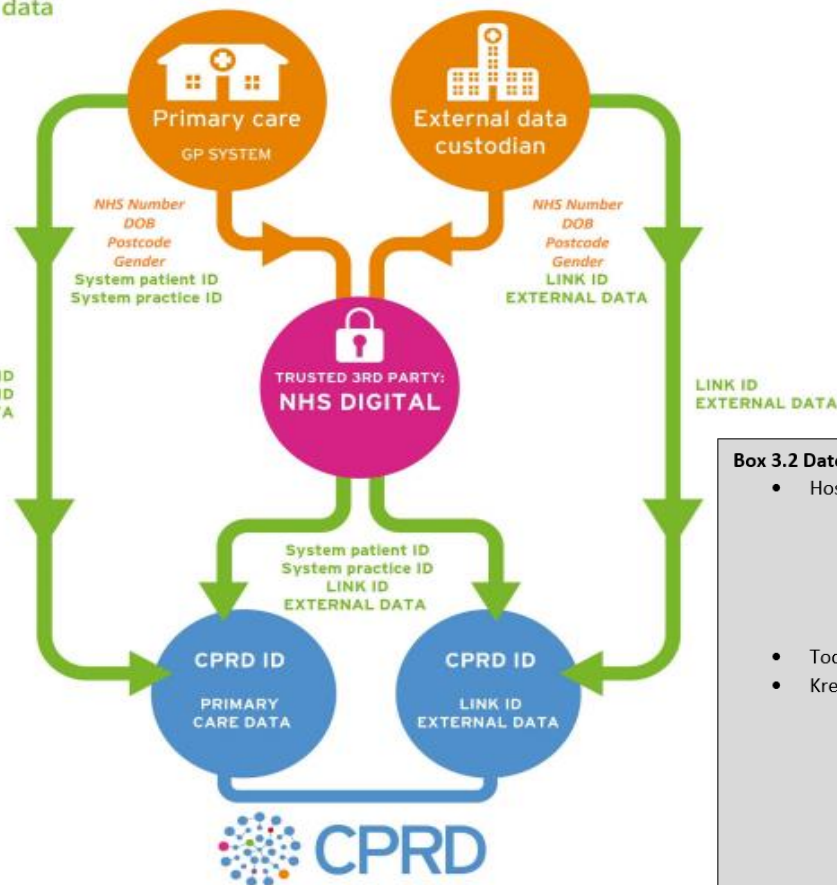 data
Primary care
GP SYSTEM
External data
custodian
NHS Number
DOB
Postcode
Gender
System patient ID
System practice ID
NHS Number
DOB
Postcode
Gender
LINK ID
EXTERNAL DATA
TRUSTED 3RD PARTY:
NHS DIGITAL
ID
ID
A
LINK ID
EXTERNAL DATA
System patient ID
System practice ID
LINK ID
EXTERNAL DATA
CPRD ID
PRIMARY
CARE DATA
CPRD ID
LINK ID
EXTERNAL DATA
CPRD
Box 3.2 Date
• Hos
• Too
• Kre